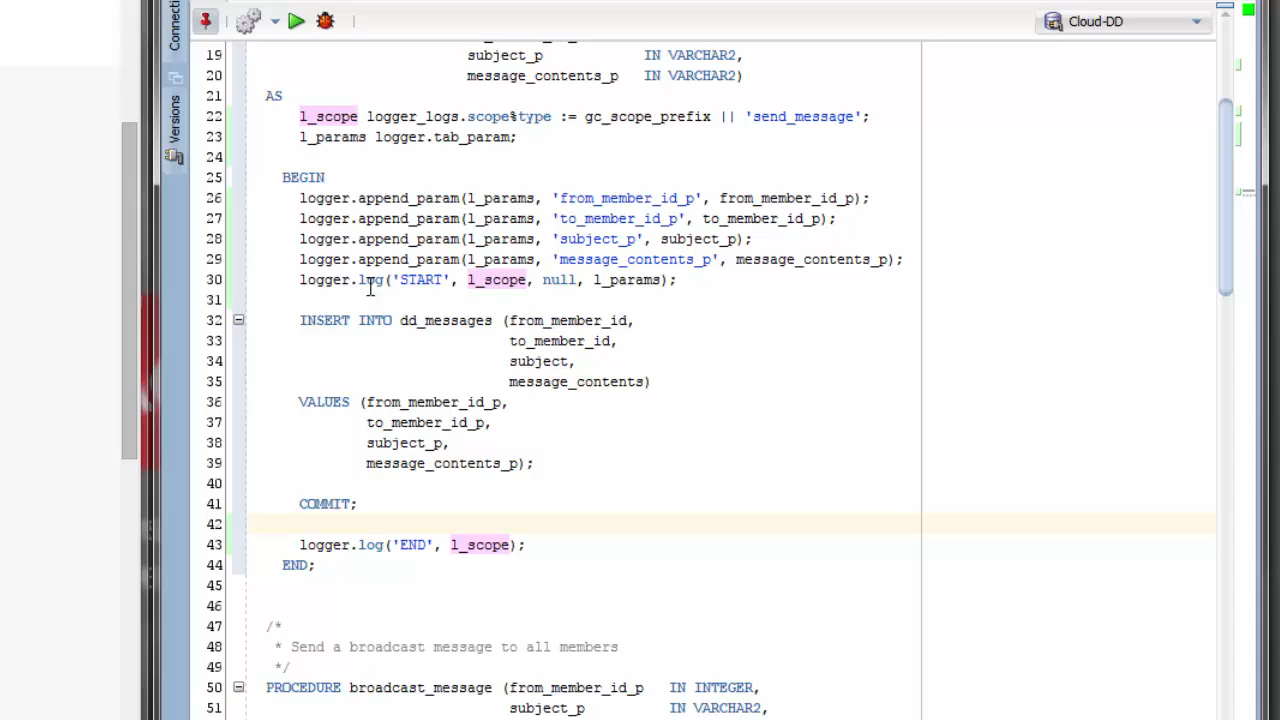 Connecti
Versions
Cloud-DD
19 subject_p IN VARCHAR2,
20 message_contents_p IN VARCHAR2)
21 AS
22 l_scope logger_logs.scope%type := gc_scope_prefix || 'send_message';
23 l_params logger.tab_param;
24
25 BEGIN
26 logger.append_param(l_params, 'from_member_id_p', from_member_id_p);
27 logger.append_param(l_params, 'to_member_id_p', to_member_id_p);
28 logger.append_param(l_params, 'subject_p', subject_p);
29 logger.append_param(l_params, 'message_contents_p', message_contents_p);
30 logger.log('START', l_scope, null, l_params);
31
32 INSERT INTO dd_messages (from_member_id,
33 to_member_id,
34 subject,
35 message_contents)
36 VALUES (from_member_id_p,
37 to_member_id_p,
38 subject_p,
39 message_contents_p);
40
41 COMMIT;
42
43 logger.log('END', l_scope);
44 END;
45
46
47 /*
48 * Send a broadcast message to all members
49 */
50 PROCEDURE broadcast_message (from_member_id_p IN INTEGER,
51 subject_p IN VARCHAR2,